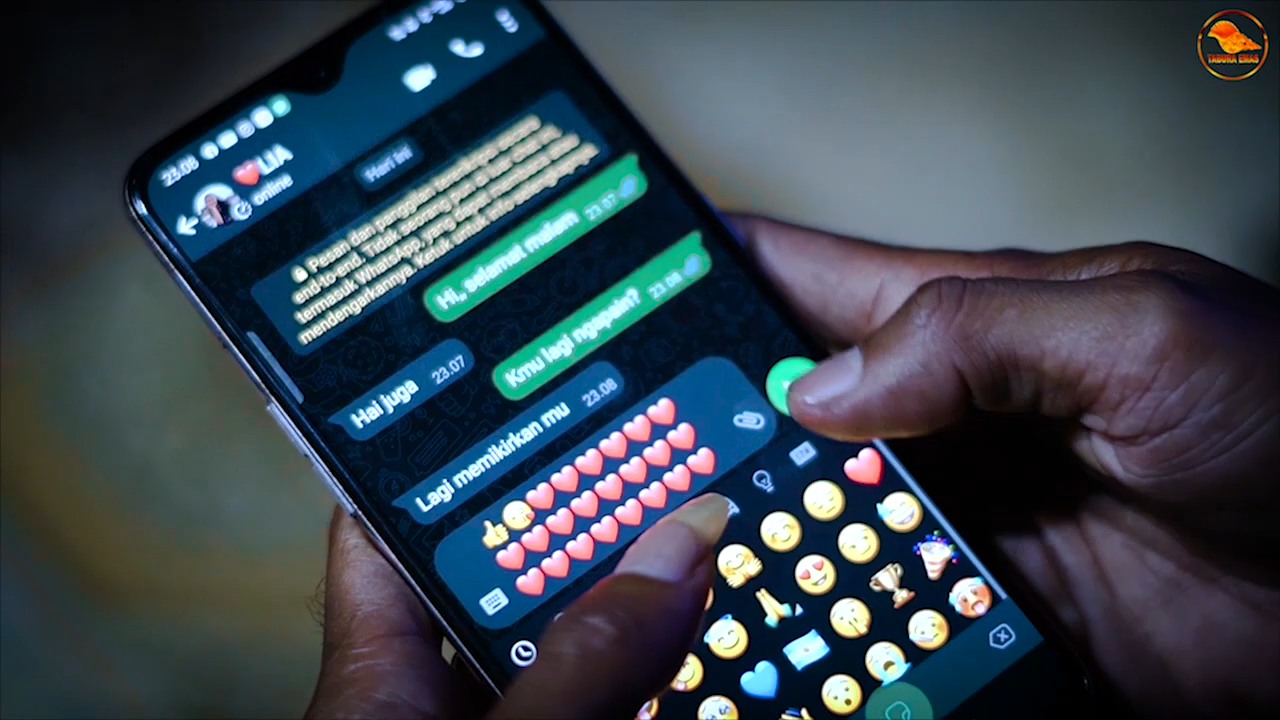 TABURA EMAS
23.08
❤️LIA
online
Hari ini
Pesan dan panggilan terenkripsi secara
end-to-end. Tidak seorang pun di luar chat ini,
termasuk WhatsApp, yang dapat membaca atau
mendengarkannya. Ketuk untuk info selengkapnya.
Hi,, selamat malam 23.07
Hai juga 23.07
Kmu lagi ngapain? 23.08
Lagi memikirkan mu 23.08